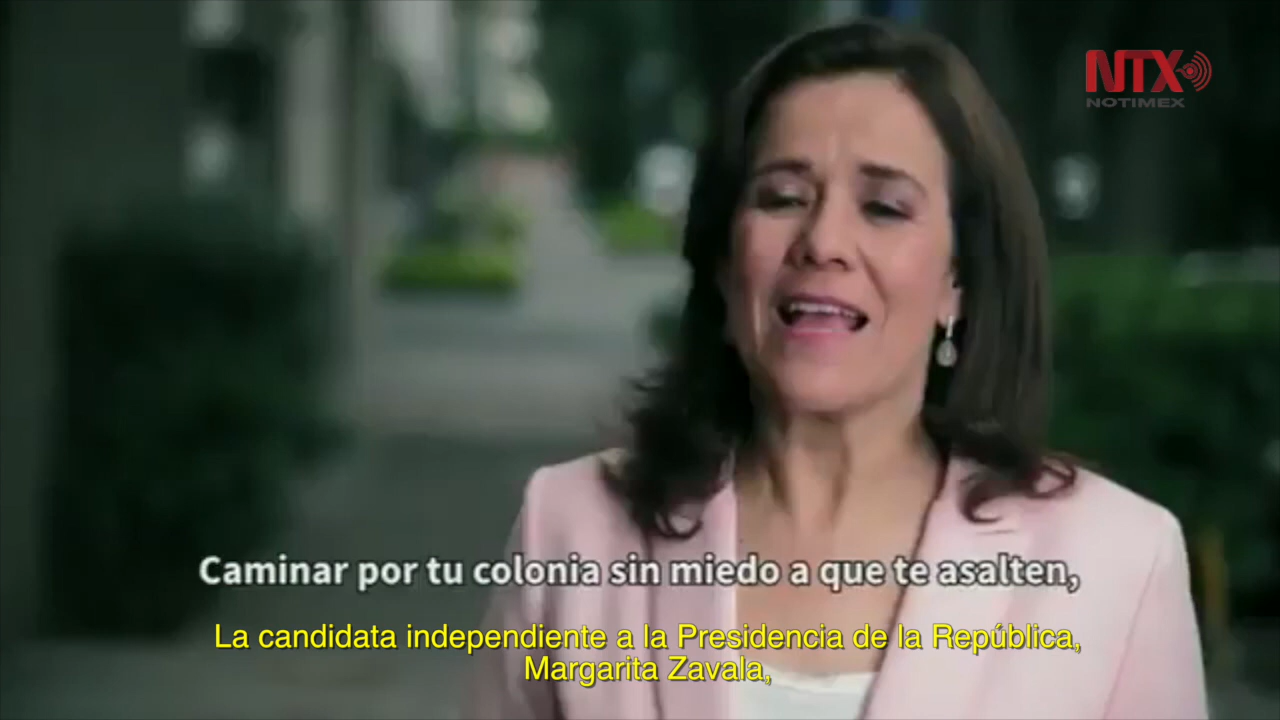 NTX
NOTIMEX
Caminar por tu colonia sin miedo a que te asalten,
La candidata independiente a la Presidencia de la República,
Margarita Zavala,